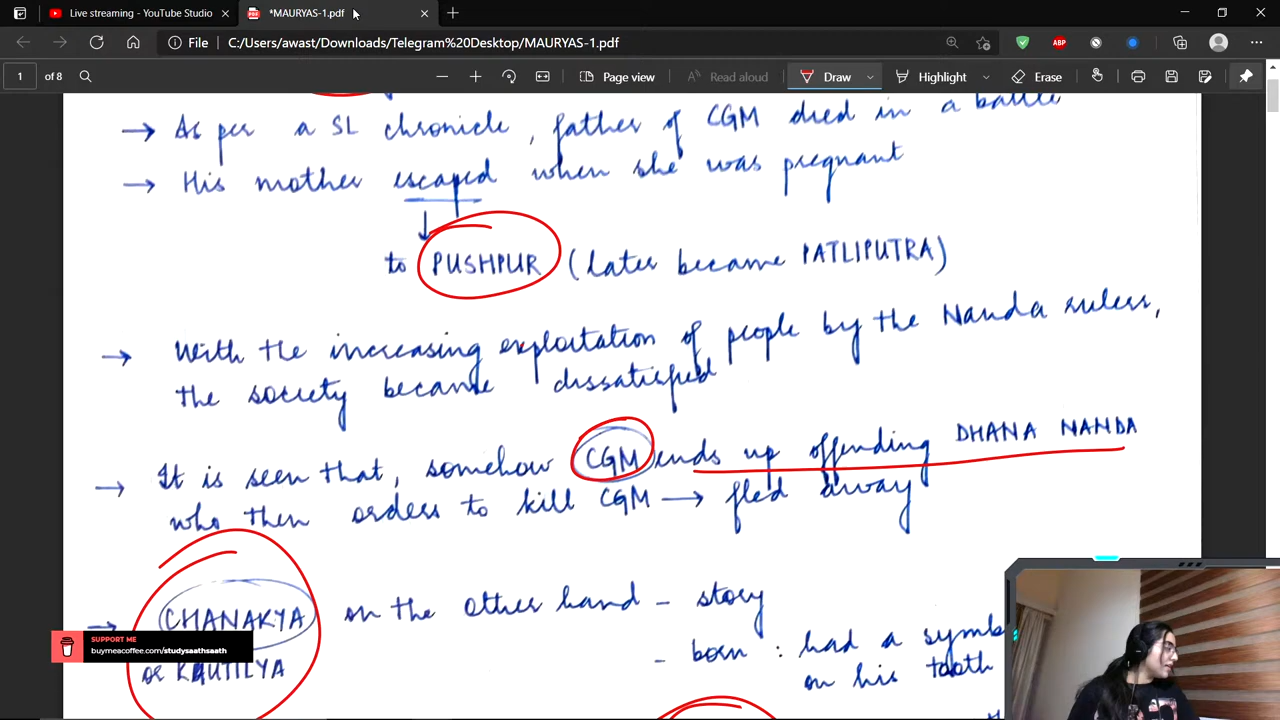 Live streaming - YouTube Studio
*MAURYAS-1.pdf
File C:/Users/awast/Downloads/Telegram%20Desktop/MAURYAS-1.pdf
1 of 8 Page view Read aloud Draw Highlight Erase
→ As per a SL chronicle, father of CGM died in a battle
→ His mother escaped when she was pregnant
to PUSHPUR (later became PATLIPUTRA)
→ With the increasing exploitation of people by the Nanda rulers,
the society became dissatisfied
→ It is seen that, somehow CGM ends up offending DHANA NANDA
who then orders to kill CGM → fled away
→ CHANAKYA on the other hand - story
SUPPORT ME
buymeacoffee.com/studysaathsaath
- born : had a symb
or KAUTILYA
on his tooth